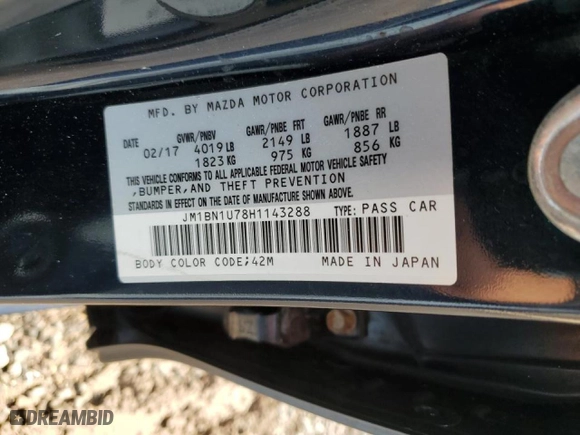 MFD. BY MAZDA MOTOR CORPORATION
DATE GVWR/PNBV GAWR/PNBE FRT GAWR/PNBE RR
02/17 4019 LB 2149 LB 1887 LB
1823 KG 975 KG 856 KG
THIS VEHICLE CONFORMS TO ALL APPLICABLE FEDERAL MOTOR VEHICLE SAFETY
,BUMPER,AND THEFT PREVENTION
STANDARDS IN EFFECT ON THE DATE OF MANUFACTURE SHOWN ABOVE.
JM1BN1U78H1143288 TYPE: PASS CAR
BODY COLOR CODE;42M MADE IN JAPAN
DREAMBID